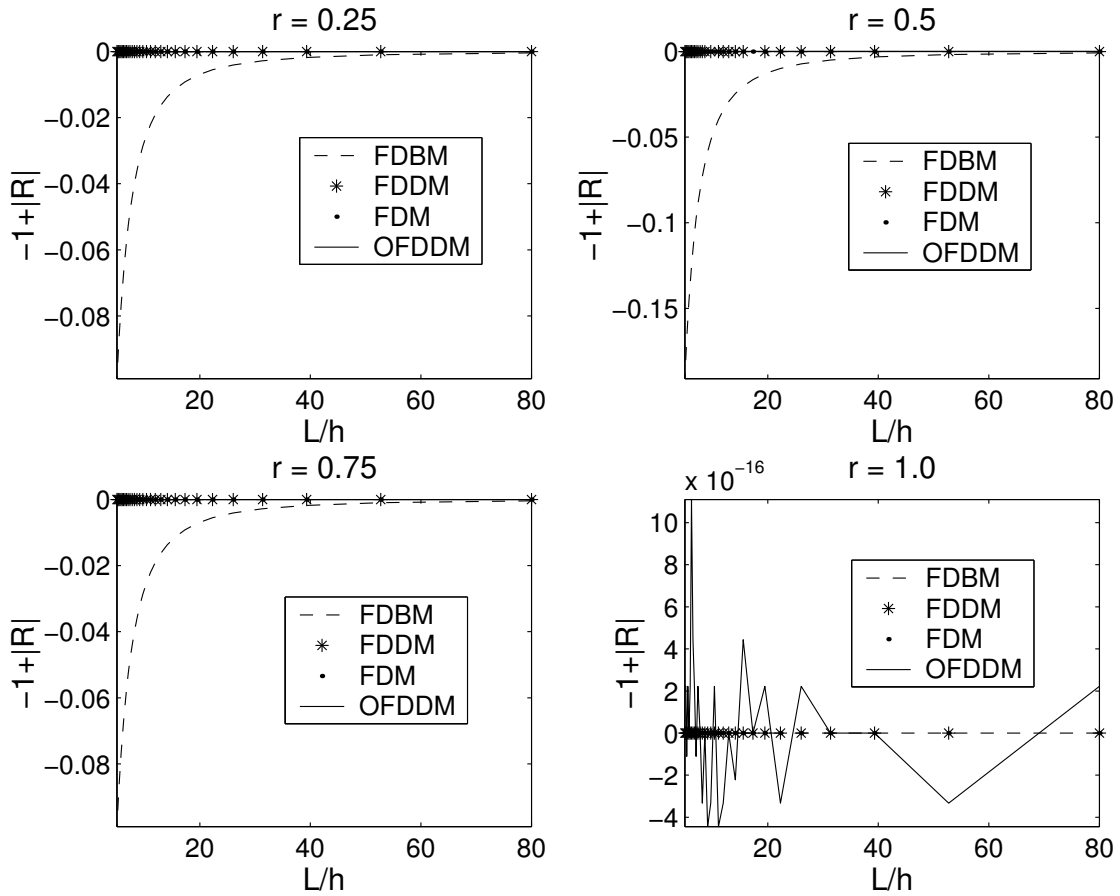 r = 0.25
0
−0.02
−0.04
−0.06
−0.08
−1+|R|
FDBM
FDDM
FDM
OFDDM
20
40
60
80
L/h
r = 0.5
0
−0.05
−0.1
−0.15
−1+|R|
FDBM
FDDM
FDM
OFDDM
20
40
60
80
L/h
r = 0.75
0
−0.02
−0.04
−0.06
−0.08
−1+|R|
FDBM
FDDM
FDM
OFDDM
20
40
60
80
L/h
r = 1.0
x 10⁻¹⁶
10
8
6
4
2
0
−2
−4
−1+|R|
FDBM
FDDM
FDM
OFDDM
20
40
60
80
L/h